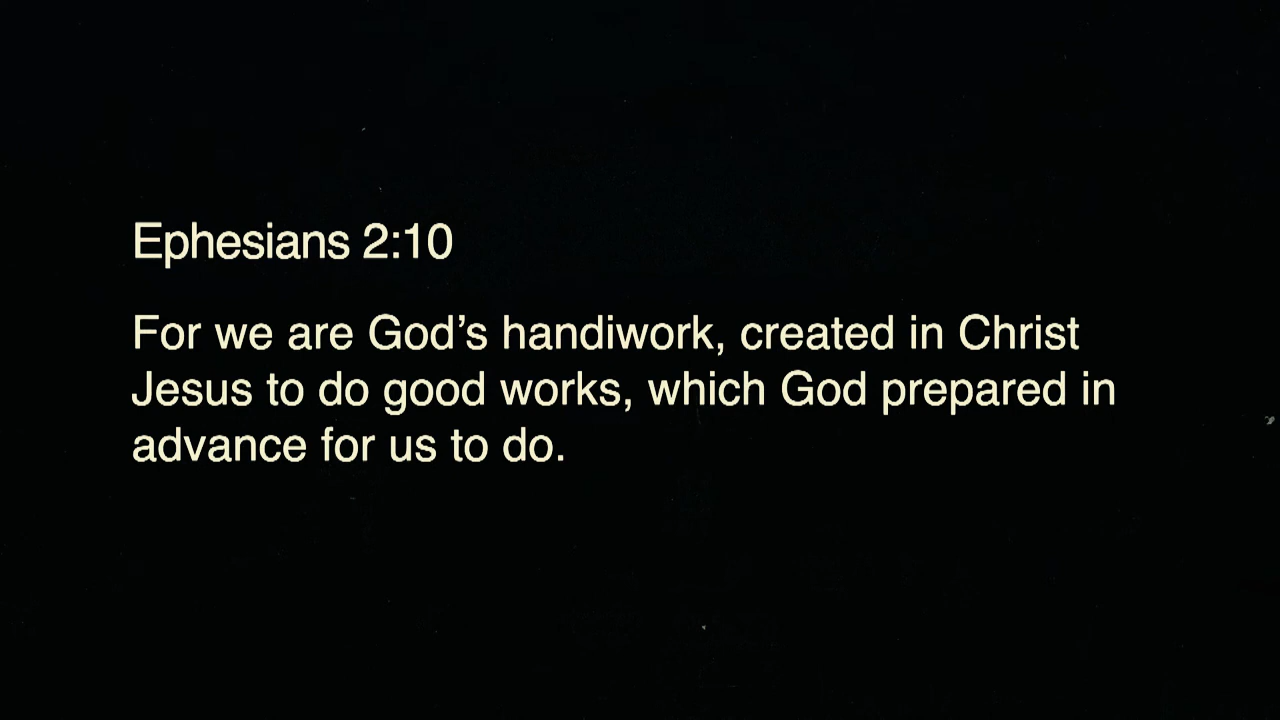 Ephesians 2:10
For we are God’s handiwork, created in Christ
Jesus to do good works, which God prepared in
advance for us to do.